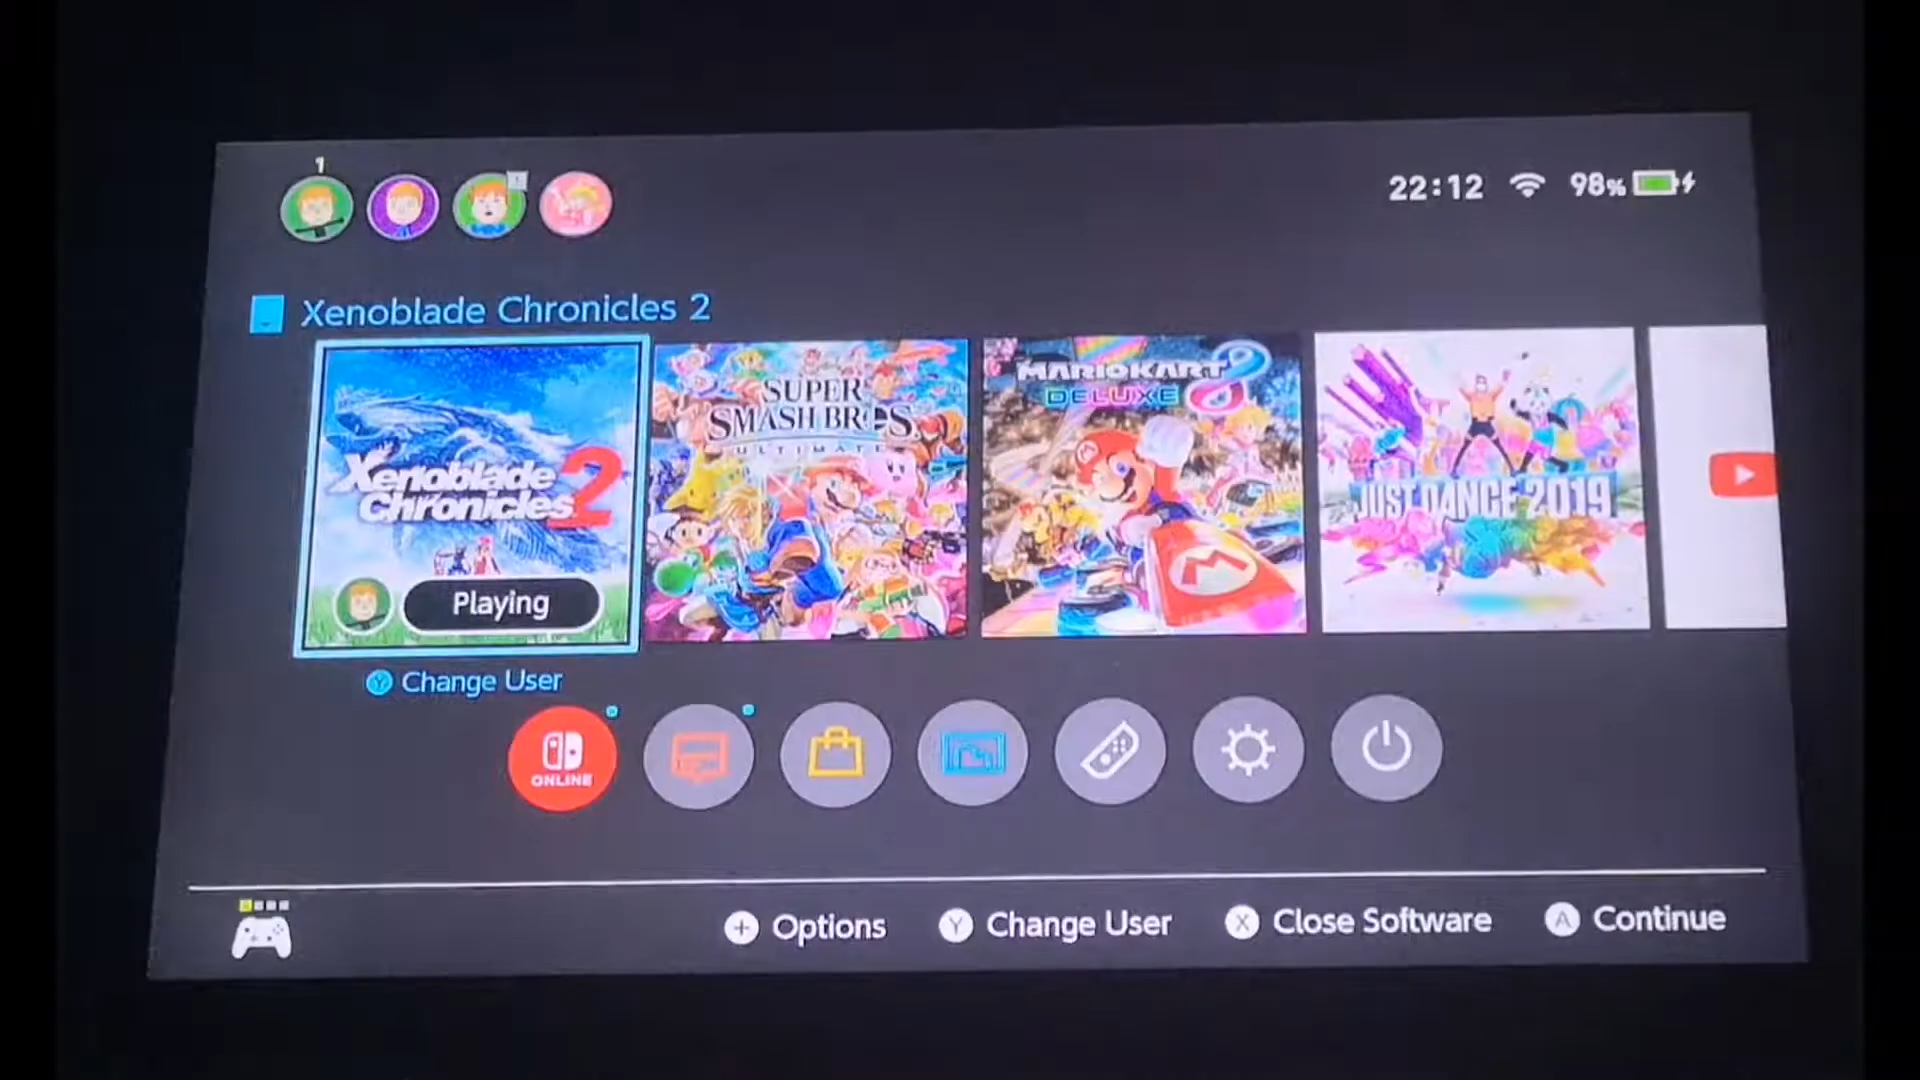 1
22:12 98%
Xenoblade Chronicles 2
Xenoblade
Chronicles 2
Playing
SUPER
SMASH BROS.
ULTIMATE
MARIOKART 8
DELUXE
M
M
JUST DANCE 2019
Y Change User
ONLINE
+ Options Y Change User X Close Software A Continue